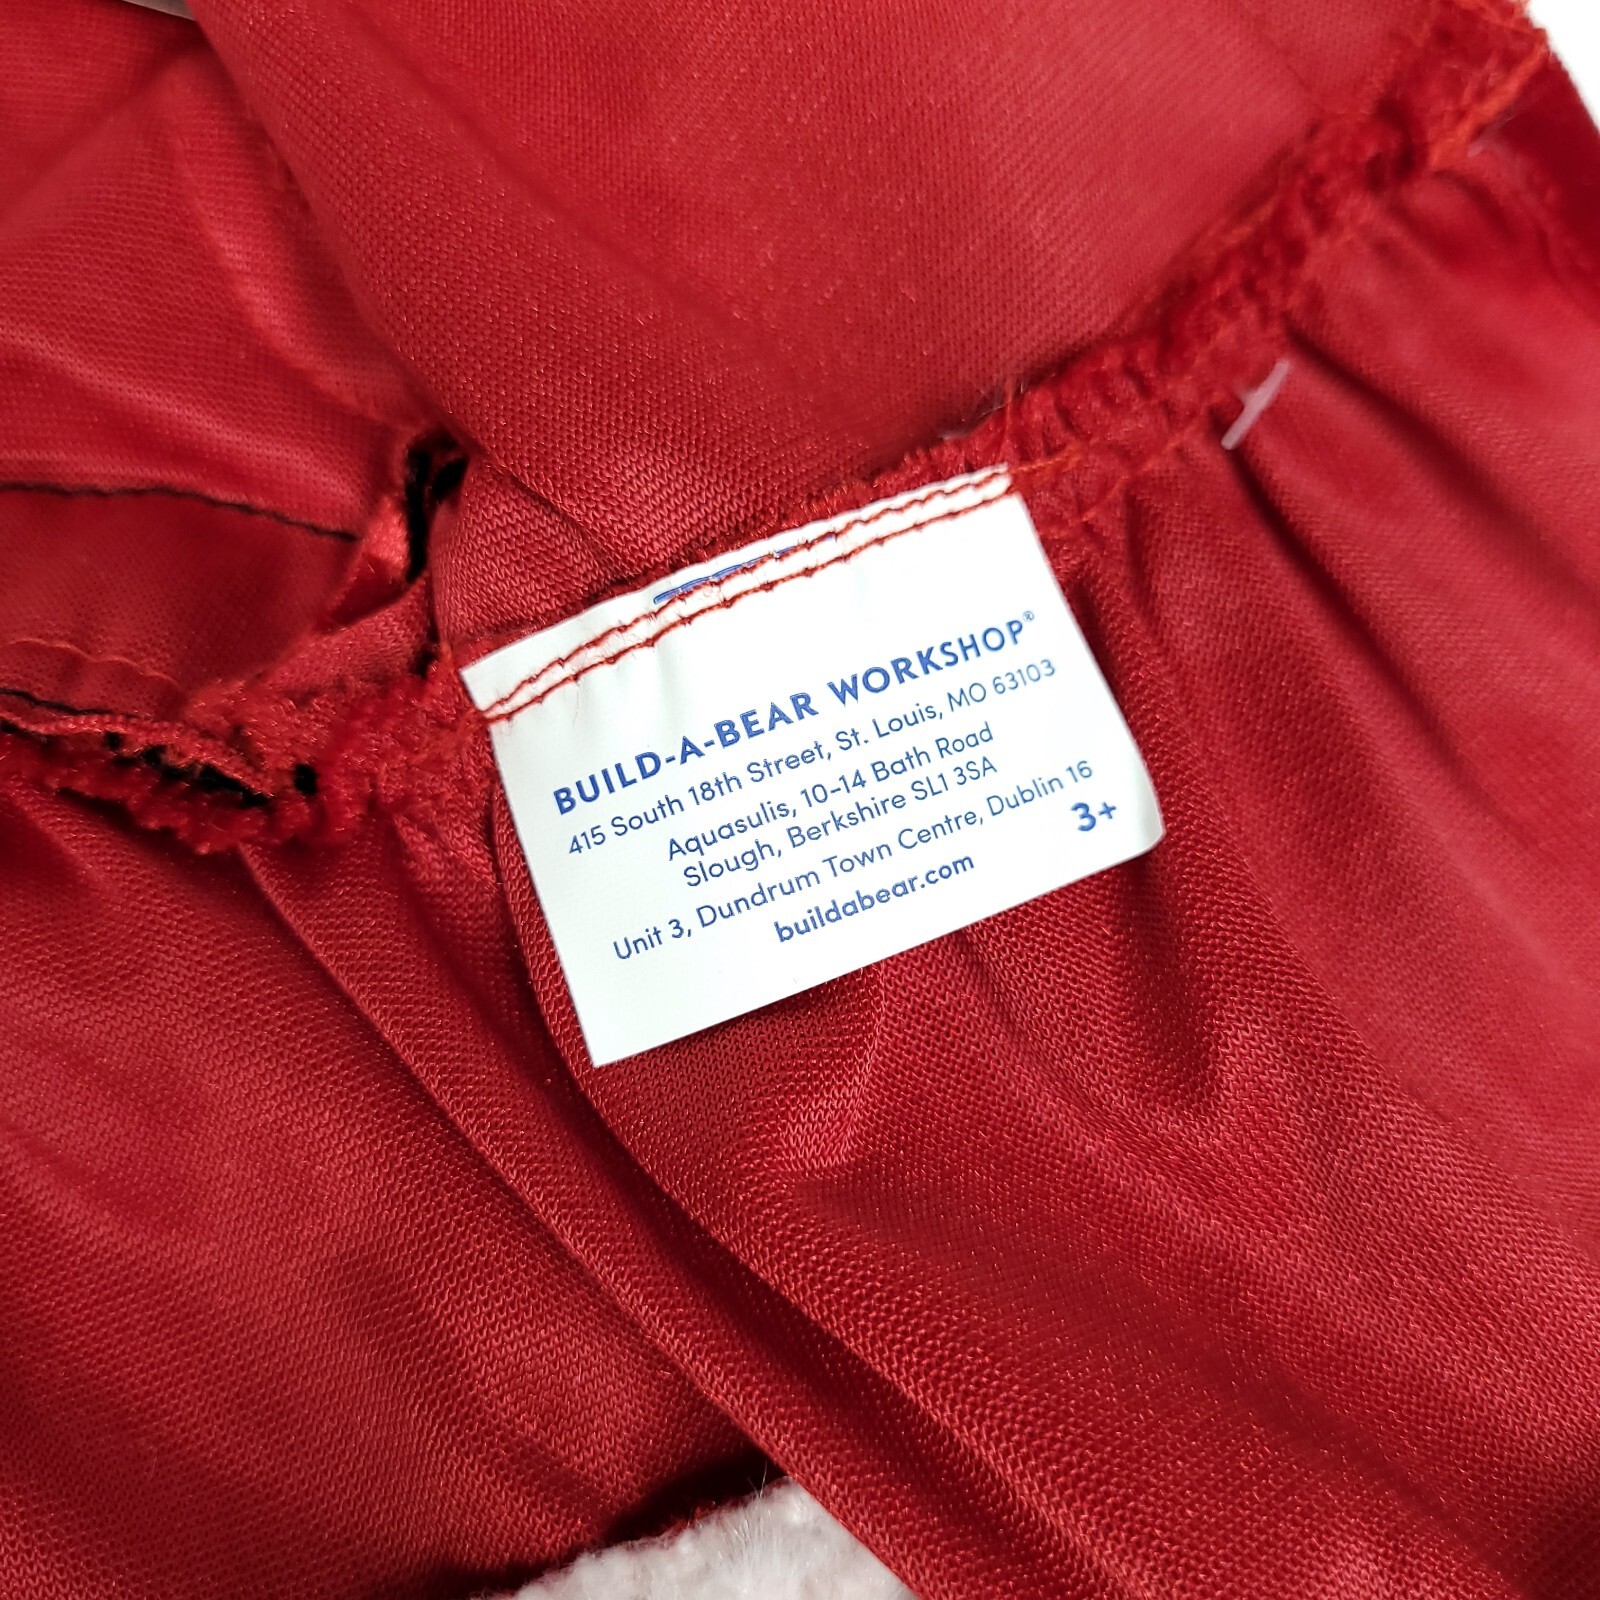 BUILD-A-BEAR WORKSHOP®
415 South 18th Street, St. Louis, MO 63103
Aquasulis, 10-14 Bath Road
Slough, Berkshire SL1 3SA
Unit 3, Dundrum Town Centre, Dublin 16
buildabear.com
3+